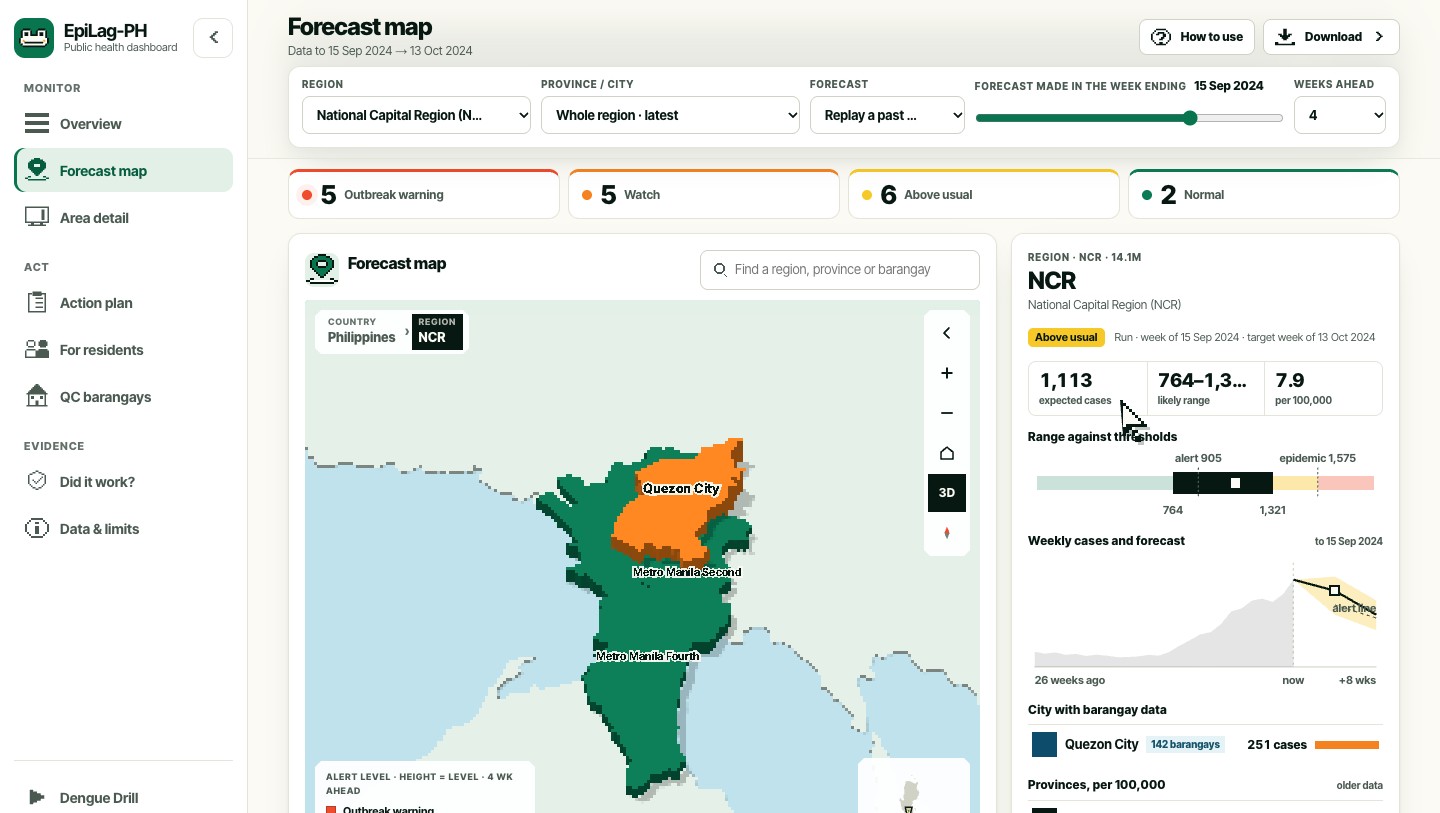 EpiLag-PH
Public health dashboard
MONITOR
Overview
Forecast map
Area detail
ACT
Action plan
For residents
QC barangays
EVIDENCE
Did it work?
Data & limits
Dengue Drill
Forecast map
Data to 15 Sep 2024 → 13 Oct 2024
How to use
Download
REGION
National Capital Region (N...
PROVINCE / CITY
Whole region · latest
FORECAST
Replay a past ...
FORECAST MADE IN THE WEEK ENDING 15 Sep 2024
WEEKS AHEAD
4
5 Outbreak warning
5 Watch
6 Above usual
2 Normal
Forecast map
Find a region, province or barangay
COUNTRY
Philippines
›
REGION
NCR
3D
Quezon City
Metro Manila Second
Metro Manila Fourth
ALERT LEVEL · HEIGHT = LEVEL · 4 WK
AHEAD
Outbreak warning
REGION · NCR · 14.1M
NCR
National Capital Region (NCR)
Above usual
Run · week of 15 Sep 2024 · target week of 13 Oct 2024
1,113
expected cases
764–1,3...
likely range
7.9
per 100,000
Range against thresholds
alert 905
epidemic 1,575
764
1,321
Weekly cases and forecast
to 15 Sep 2024
alert line
26 weeks ago
now
+8 wks
City with barangay data
Quezon City
142 barangays
251 cases
Provinces, per 100,000
older data